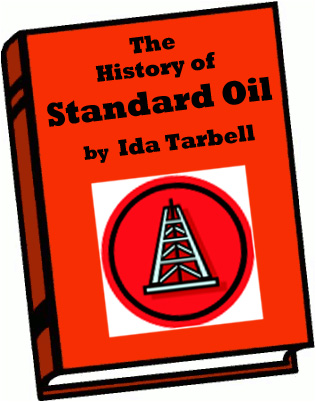 The
History of
Standard Oil
by Ida Tarbell